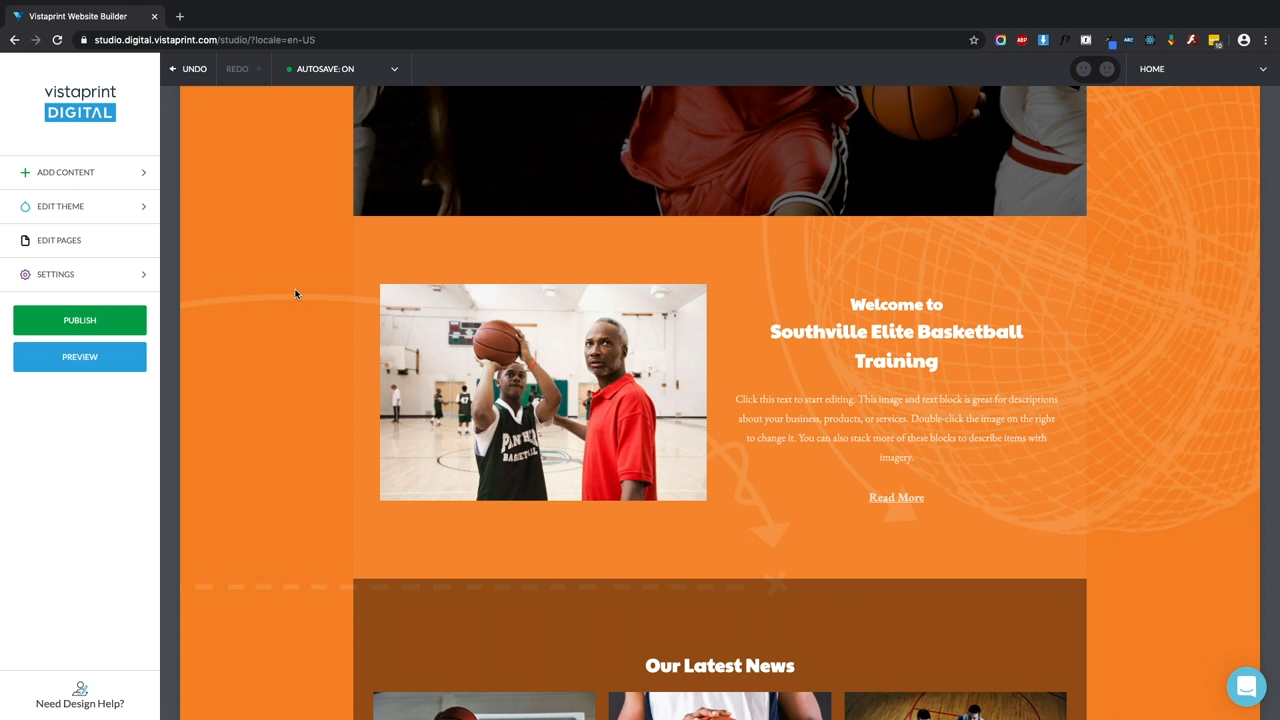 Vistaprint Website Builder
studio.digital.vistaprint.com/studio/?locale=en-US
ABP
ABC
10
UNDO
REDO
AUTOSAVE: ON
HOME
vistaprint
DIGITAL
ADD CONTENT
EDIT THEME
EDIT PAGES
SETTINGS
PUBLISH
PREVIEW
Need Design Help?
47
Welcome to
Southville Elite Basketball
Training
Click this text to start editing. This image and text block is great for descriptions
about your business, products, or services. Double-click the image on the right
to change it. You can also stack more of these blocks to describe items with
imagery.
Read More
Our Latest News